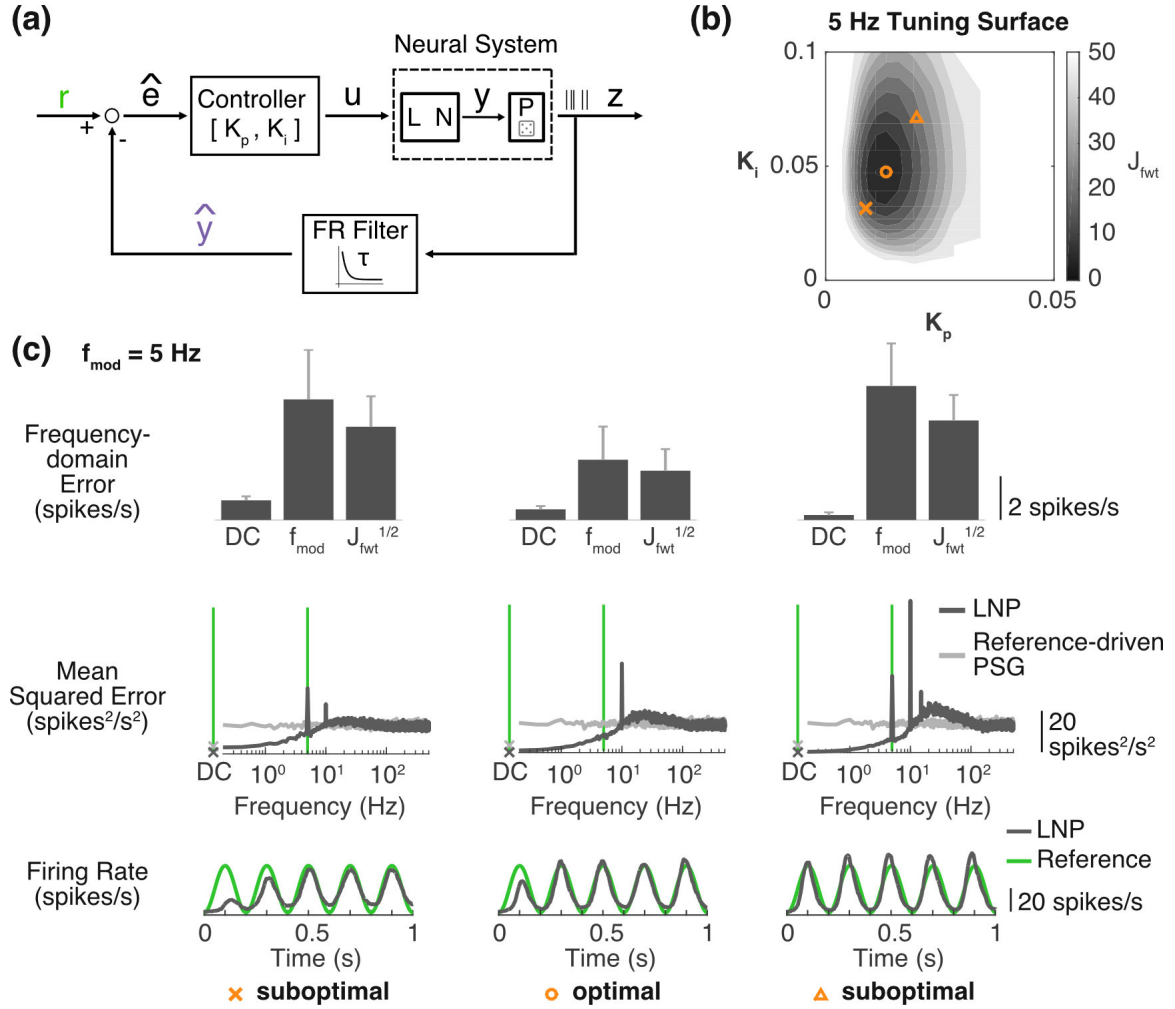 (a)
Neural System
r
+
-
ê
Controller
[ Kp , Ki ]
u
L N
y
P
z
ŷ
FR Filter
τ
(b)
5 Hz Tuning Surface
0.1
0.05
0
Ki
0
0.05
Kp
50
40
30
20
10
0
Jfwt
(c)
fmod = 5 Hz
Frequency-
domain
Error
(spikes/s)
DC fmod Jfwt1/2
DC fmod Jfwt1/2
DC fmod Jfwt1/2
2 spikes/s
Mean
Squared Error
(spikes²/s²)
DC 10⁰ 10¹ 10²
Frequency (Hz)
DC 10⁰ 10¹ 10²
Frequency (Hz)
DC 10⁰ 10¹ 10²
Frequency (Hz)
LNP
Reference-driven
PSG
20
spikes²/s²
Firing Rate
(spikes/s)
0 0.5 1
Time (s)
0 0.5 1
Time (s)
0 0.5 1
Time (s)
LNP
Reference
20 spikes/s
suboptimal
optimal
suboptimal